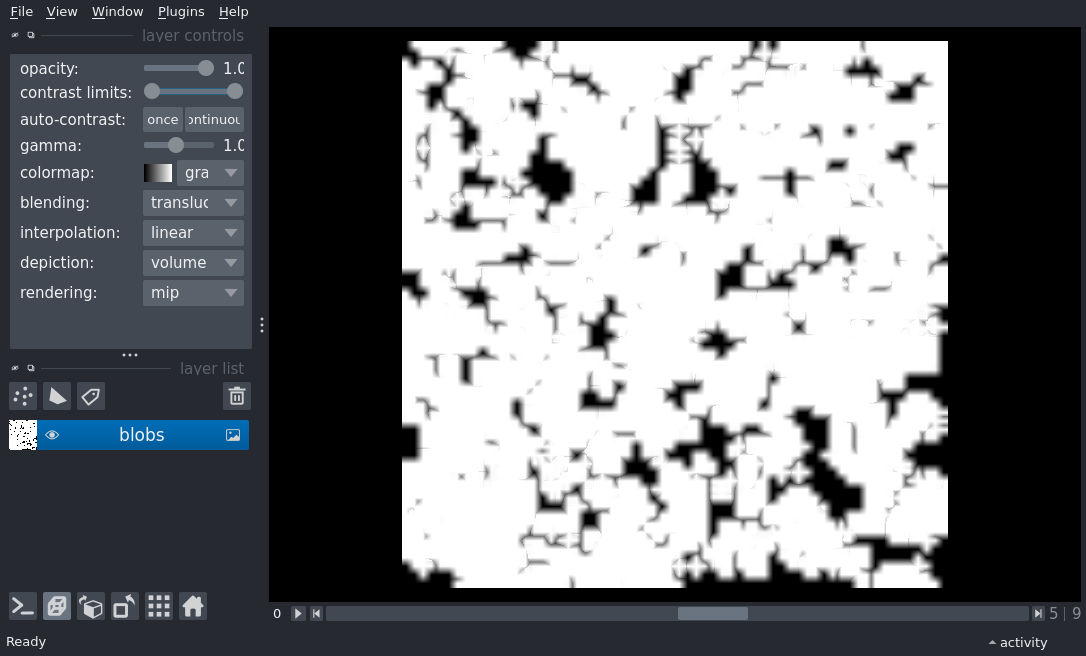 File View Window Plugins Help
layer controls
opacity: 1.0
contrast limits:
auto-contrast: once ontinuou
gamma: 1.0
colormap: gra
blending: transluc
interpolation: linear
depiction: volume
rendering: mip
layer list
blobs
0 5 | 9
Ready activity